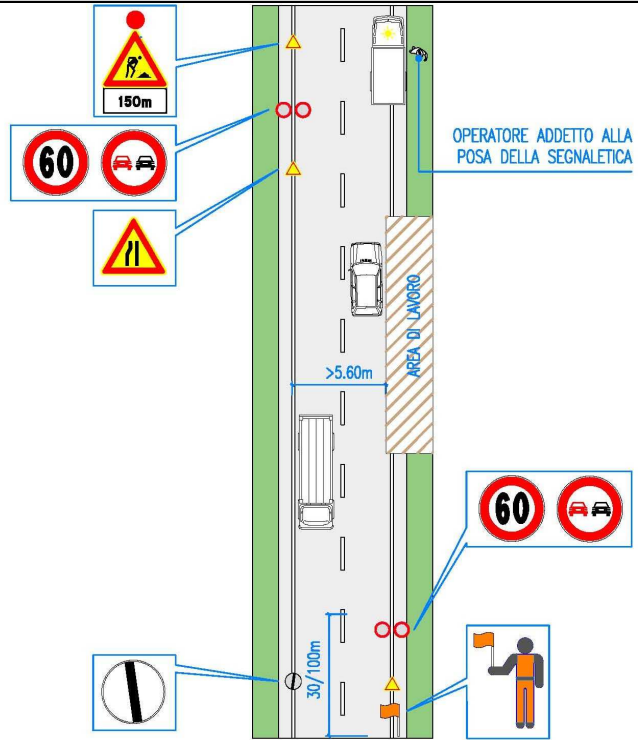 150m
60
OPERATORE ADDETTO ALLA
POSA DELLA SEGNALETICA
AREA DI LAVORO
>5.60m
60
30/100m